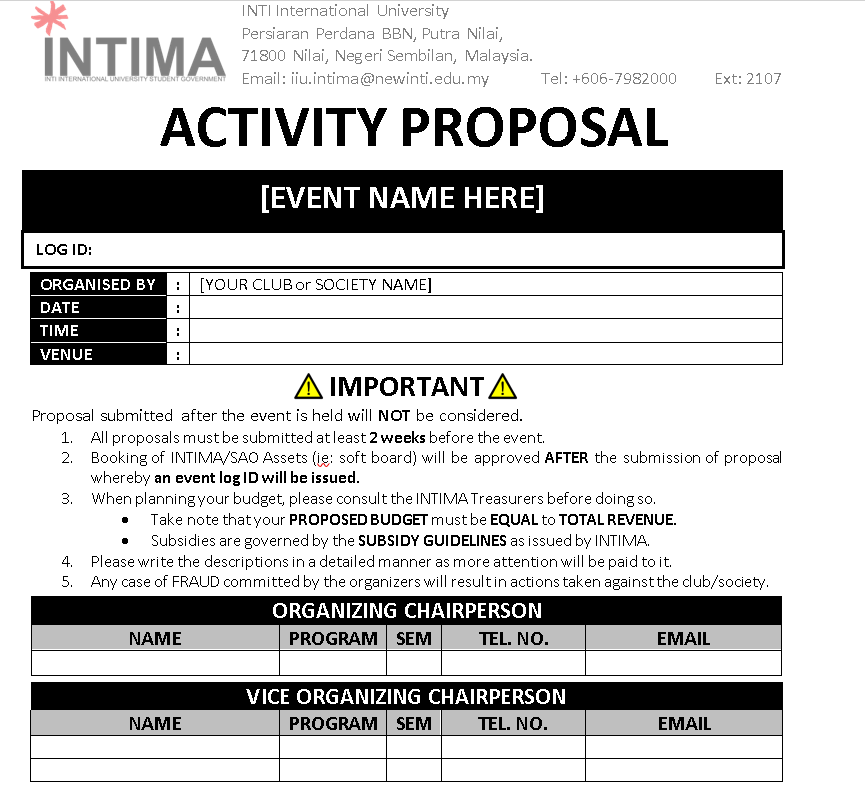 INTI International University
Persiaran Perdana BBN, Putra Nilai,
71800 Nilai, Negeri Sembilan, Malaysia.
Email: iiu.intima@newinti.edu.my Tel: +606-7982000 Ext: 2107
INTIMA
INTI INTERNATIONAL UNIVERSITY STUDENT GOVERNMENT
ACTIVITY PROPOSAL
[EVENT NAME HERE]
LOG ID:
ORGANISED BY : [YOUR CLUB or SOCIETY NAME]
DATE :
TIME :
VENUE :
IMPORTANT
Proposal submitted after the event is held will NOT be considered.
1. All proposals must be submitted at least 2 weeks before the event.
2. Booking of INTIMA/SAO Assets (ie: soft board) will be approved AFTER the submission of proposal
whereby an event log ID will be issued.
3. When planning your budget, please consult the INTIMA Treasurers before doing so.
• Take note that your PROPOSED BUDGET must be EQUAL to TOTAL REVENUE.
• Subsidies are governed by the SUBSIDY GUIDELINES as issued by INTIMA.
4. Please write the descriptions in a detailed manner as more attention will be paid to it.
5. Any case of FRAUD committed by the organizers will result in actions taken against the club/society.
ORGANIZING CHAIRPERSON
NAME PROGRAM SEM TEL. NO. EMAIL
VICE ORGANIZING CHAIRPERSON
NAME PROGRAM SEM TEL. NO. EMAIL